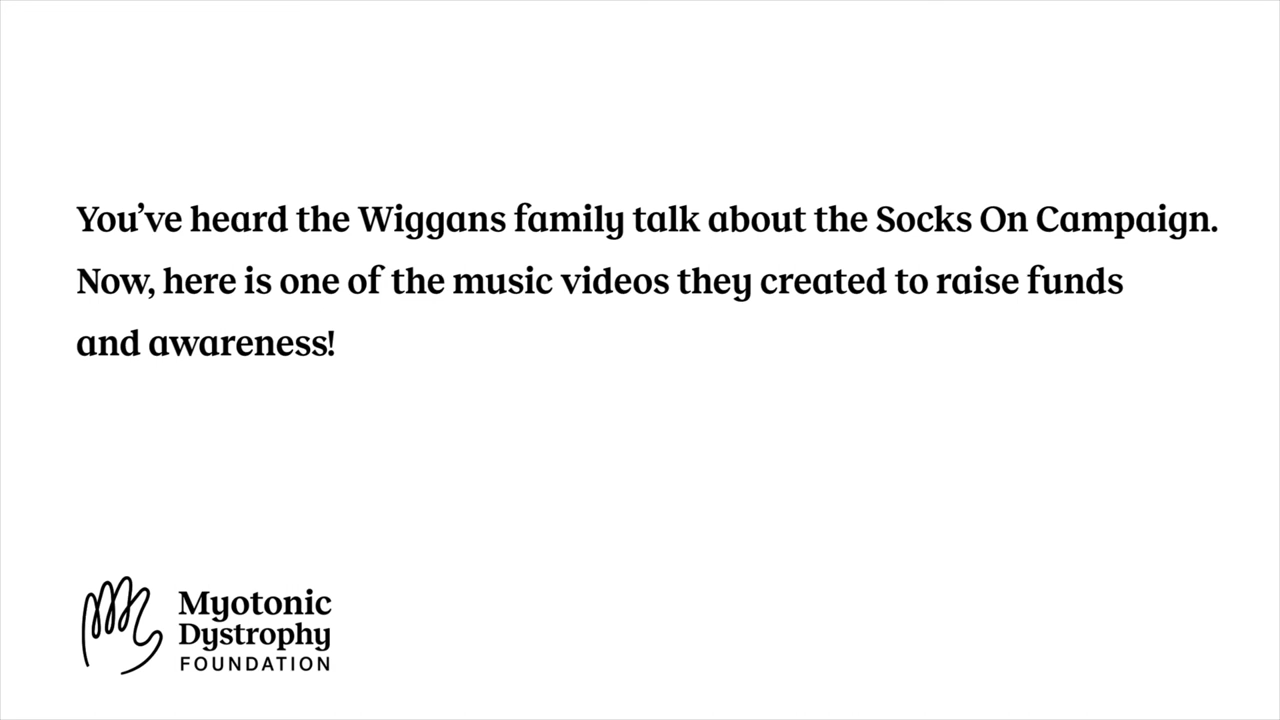 You’ve heard the Wiggans family talk about the Socks On Campaign.
Now, here is one of the music videos they created to raise funds
and awareness!
Myotonic
Dystrophy
FOUNDATION